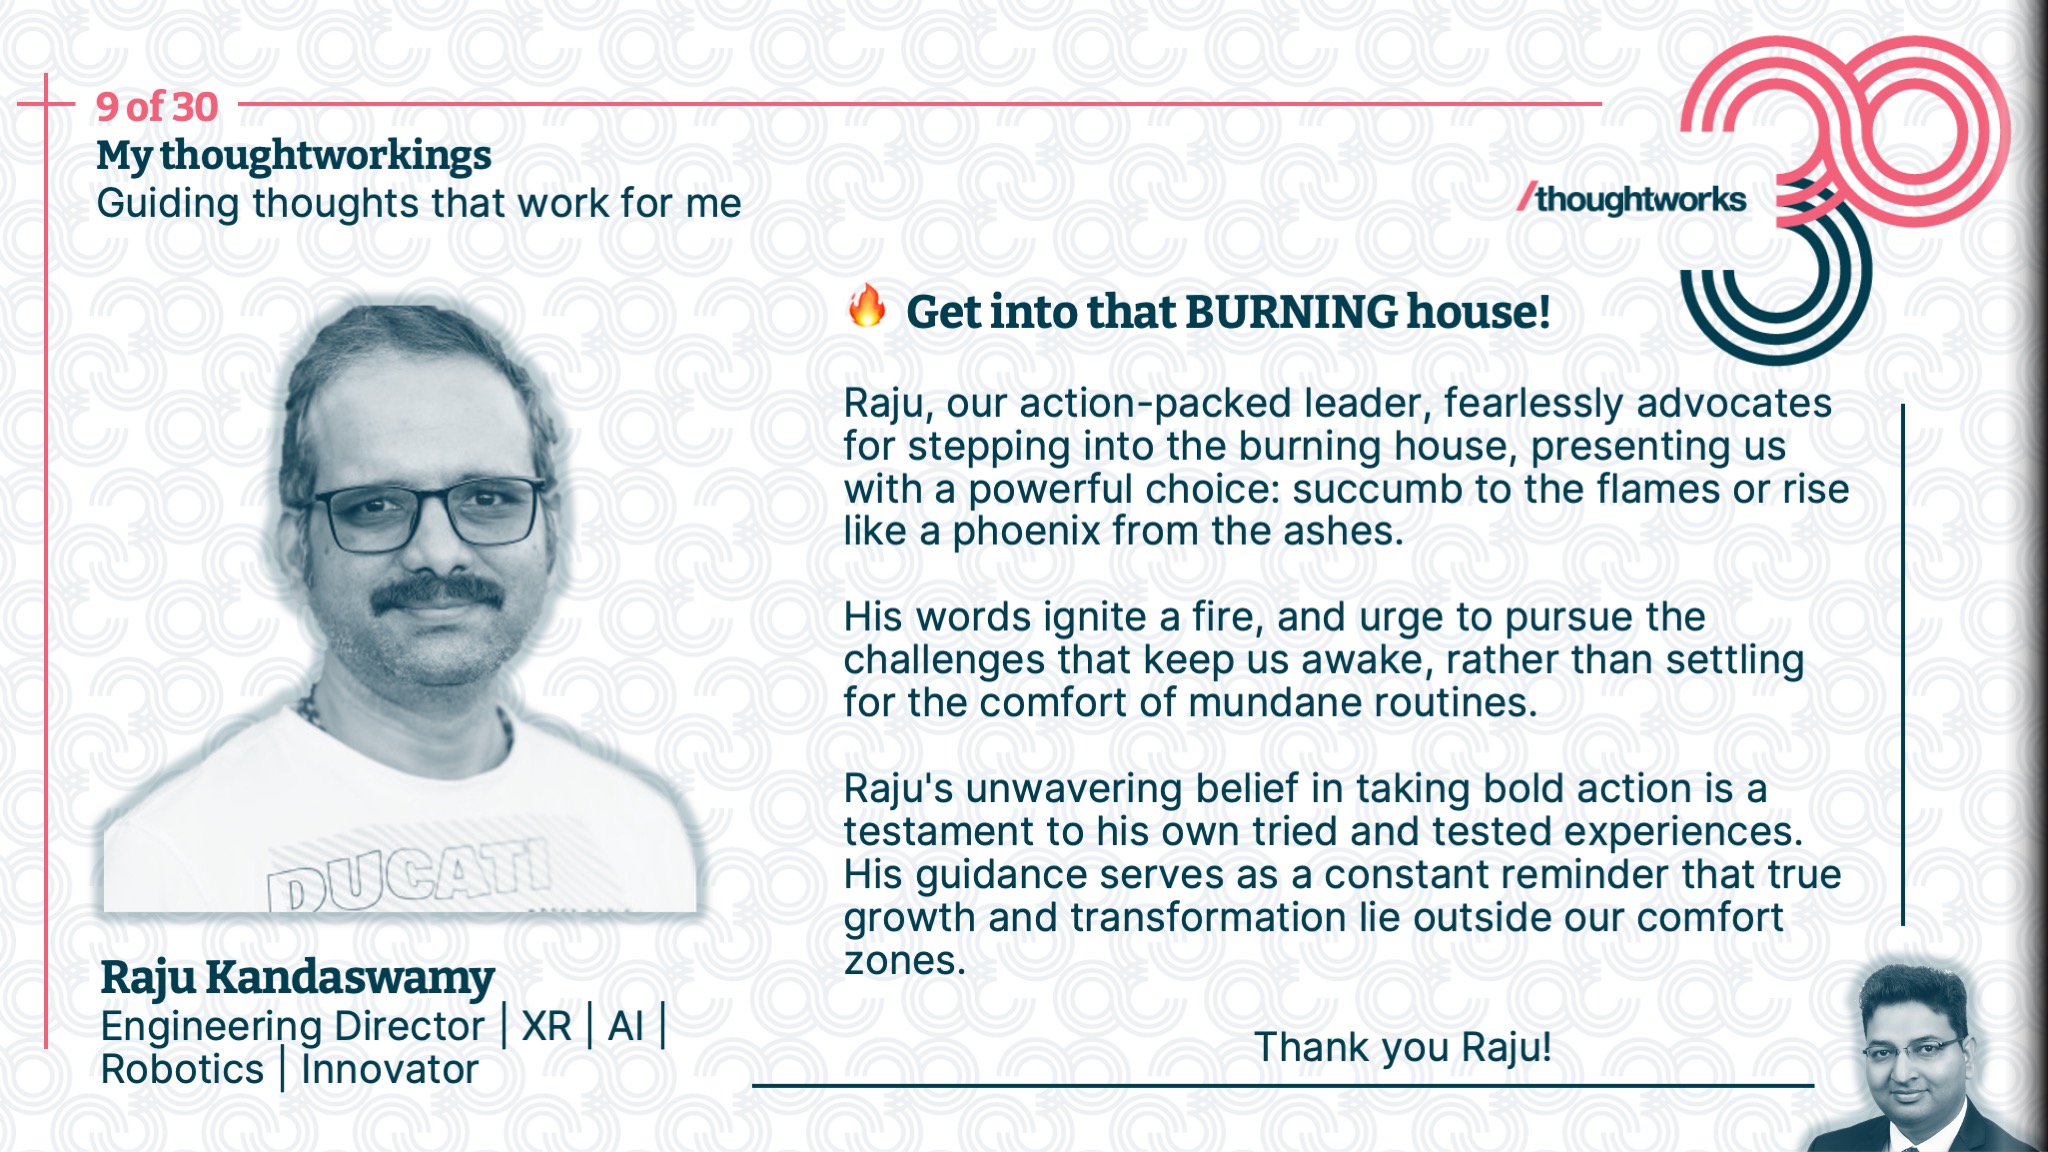 9 of 30
My thoughtworkings
Guiding thoughts that work for me
/thoughtworks
30
3
🔥 Get into that BURNING house!
Raju, our action-packed leader, fearlessly advocates
for stepping into the burning house, presenting us
with a powerful choice: succumb to the flames or rise
like a phoenix from the ashes.
His words ignite a fire, and urge to pursue the
challenges that keep us awake, rather than settling
for the comfort of mundane routines.
Raju's unwavering belief in taking bold action is a
testament to his own tried and tested experiences.
His guidance serves as a constant reminder that true
growth and transformation lie outside our comfort
zones.
Thank you Raju!
DUCATI
Raju Kandaswamy
Engineering Director | XR | AI |
Robotics | Innovator